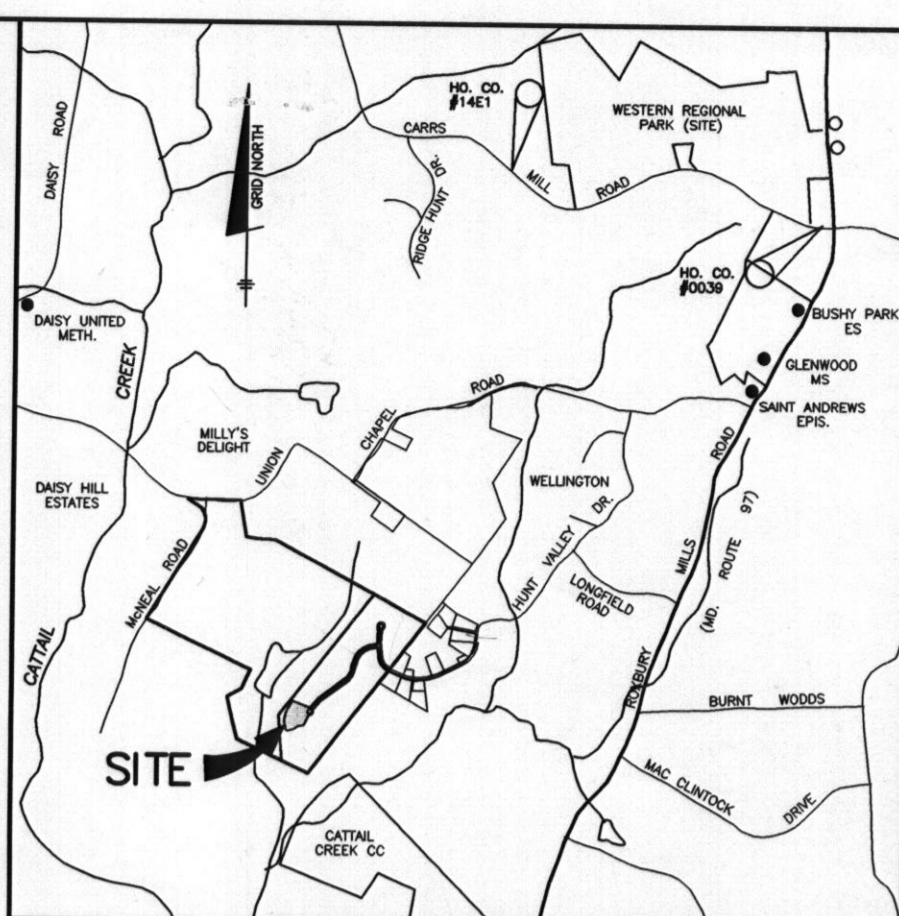 HO. CO.
#14E1
WESTERN REGIONAL
PARK (SITE)
DAISY ROAD
GRID NORTH
CARRS
MILL
ROAD
RIDGE HUNT DR.
HO. CO.
#0039
BUSHY PARK
ES
DAISY UNITED
METH.
GLENWOOD
MS
CREEK
ROAD
SAINT ANDREWS
EPIS.
CHAPEL
MILLY'S
DELIGHT
UNION
ROAD
WELLINGTON
DAISY HILL
ESTATES
DR.
HUNT VALLEY
MILLS
(MD. ROUTE 97)
McNEAL ROAD
LONGFIELD
ROAD
CATTAIL
ROXBURY
BURNT WODDS
SITE
MAC CLINTOCK
DRIVE
CATTAIL
CREEK CC